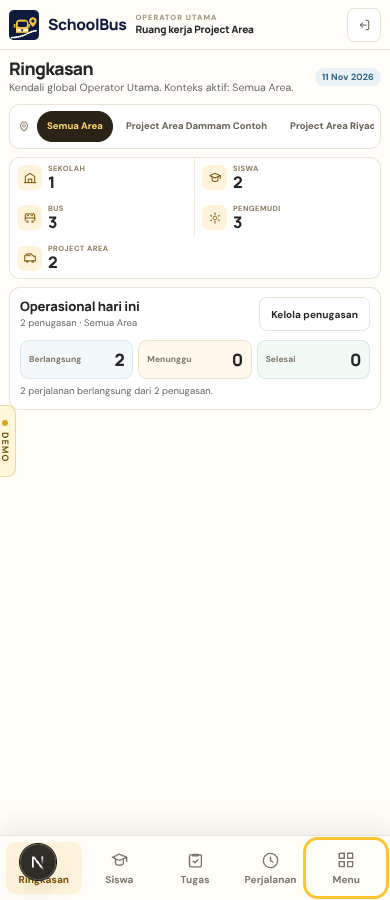 SchoolBus
OPERATOR UTAMA
Ruang kerja Project Area
Ringkasan
Kendali global Operator Utama. Konteks aktif: Semua Area.
11 Nov 2026
Semua Area
Project Area Dammam Contoh
Project Area Riyad
SEKOLAH
1
SISWA
2
BUS
3
PENGEMUDI
3
PROJECT AREA
2
Operasional hari ini
2 penugasan · Semua Area
Kelola penugasan
Berlangsung 2
Menunggu 0
Selesai 0
2 perjalanan berlangsung dari 2 penugasan.
DEMO
N
Ringkasan
Siswa
Tugas
Perjalanan
Menu